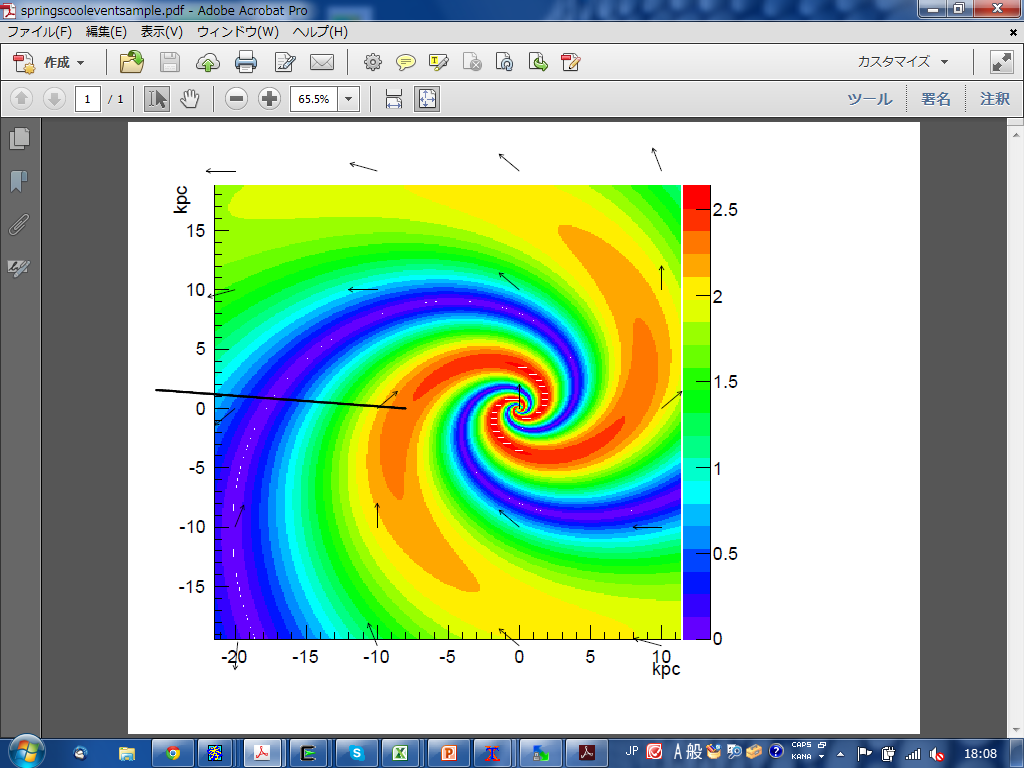 springscooleventsample.pdf - Adobe Acrobat Pro
ファイル(F) 編集(E) 表示(V) ウィンドウ(W) ヘルプ(H)
作成 カスタマイズ
1 / 1 65.5% ツール 署名 注釈
kpc
15
10
5
0
-5
-10
-15
-20 -15 -10 -5 0 5 10
kpc
2.5
2
1.5
1
0.5
0
JP A 般 CAPS KANA 18:08